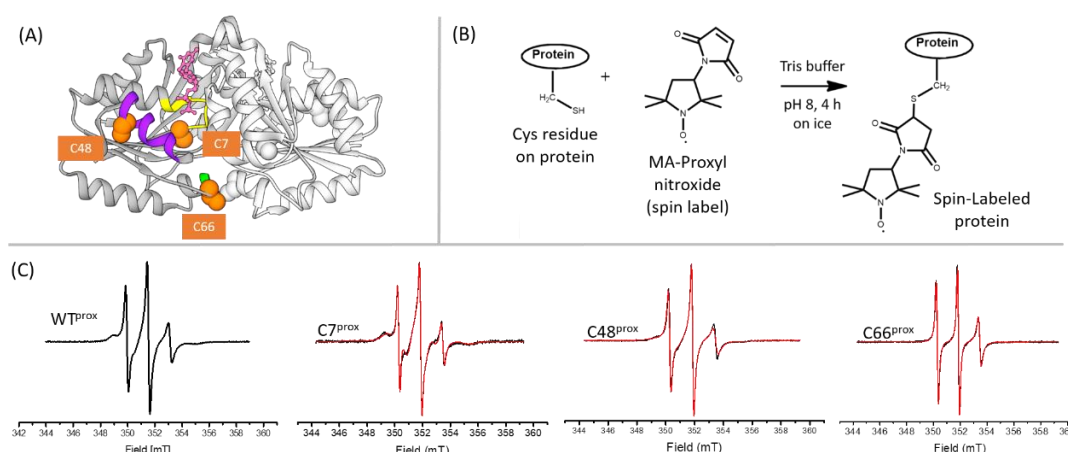 (A)
C48
C7
C66
(B)
Protein
H₂C
SH
Cys residue
on protein
+
O
N
O
N
O·
MA-Proxyl
nitroxide
(spin label)
Tris buffer
pH 8, 4 h
on ice
Protein
CH₂
S
O
N
O
N
O·
Spin-Labeled
protein
(C)
WTᵖʳᵒˣ
342 344 350 352 354 356 358 360
Field [mT]
C7ᵖʳᵒˣ
344 346 348 350 352 354 356 358 360
Field (mT)
C48ᵖʳᵒˣ
344 346 348 350 352 354 356 358 360
Field (mT)
C66ᵖʳᵒˣ
344 346 348 350 352 354 356 358
Field (mT)